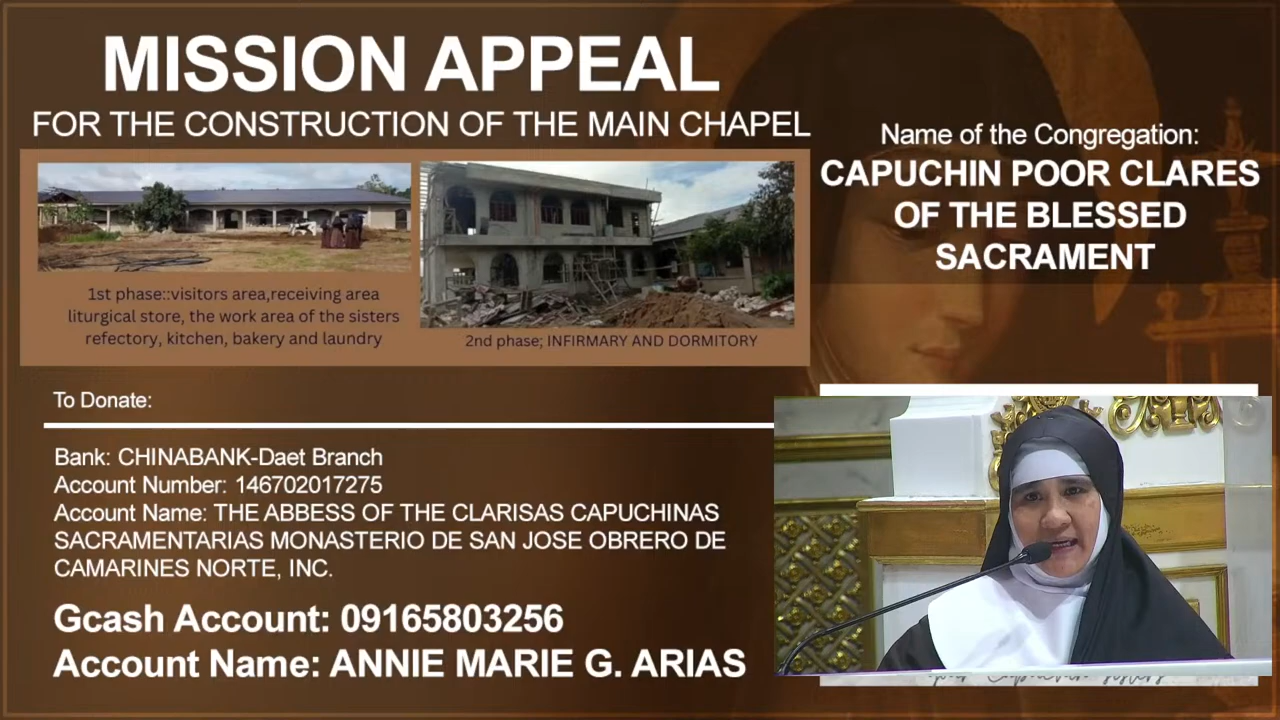 MISSION APPEAL
FOR THE CONSTRUCTION OF THE MAIN CHAPEL
1st phase::visitors area,receiving area
liturgical store, the work area of the sisters
refectory, kitchen, bakery and laundry
2nd phase; INFIRMARY AND DORMITORY
Name of the Congregation:
CAPUCHIN POOR CLARES
OF THE BLESSED
SACRAMENT
To Donate:
Bank: CHINABANK-Daet Branch
Account Number: 146702017275
Account Name: THE ABBESS OF THE CLARISAS CAPUCHINAS
SACRAMENTARIAS MONASTERIO DE SAN JOSE OBRERO DE
CAMARINES NORTE, INC.
Gcash Account: 09165803256
Account Name: ANNIE MARIE G. ARIAS